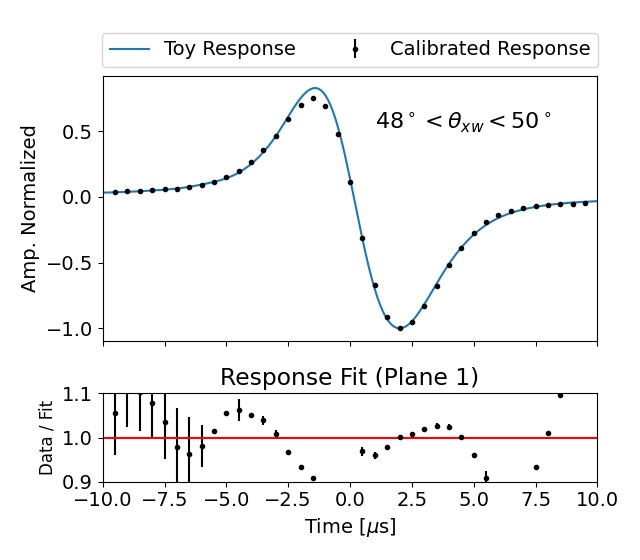 Toy Response Calibrated Response
48° < θxw < 50°
Amp. Normalized
0.5
0.0
−0.5
−1.0
Response Fit (Plane 1)
Data / Fit
1.1
1.0
0.9
−10.0 −7.5 −5.0 −2.5 0.0 2.5 5.0 7.5 10.0
Time [μs]